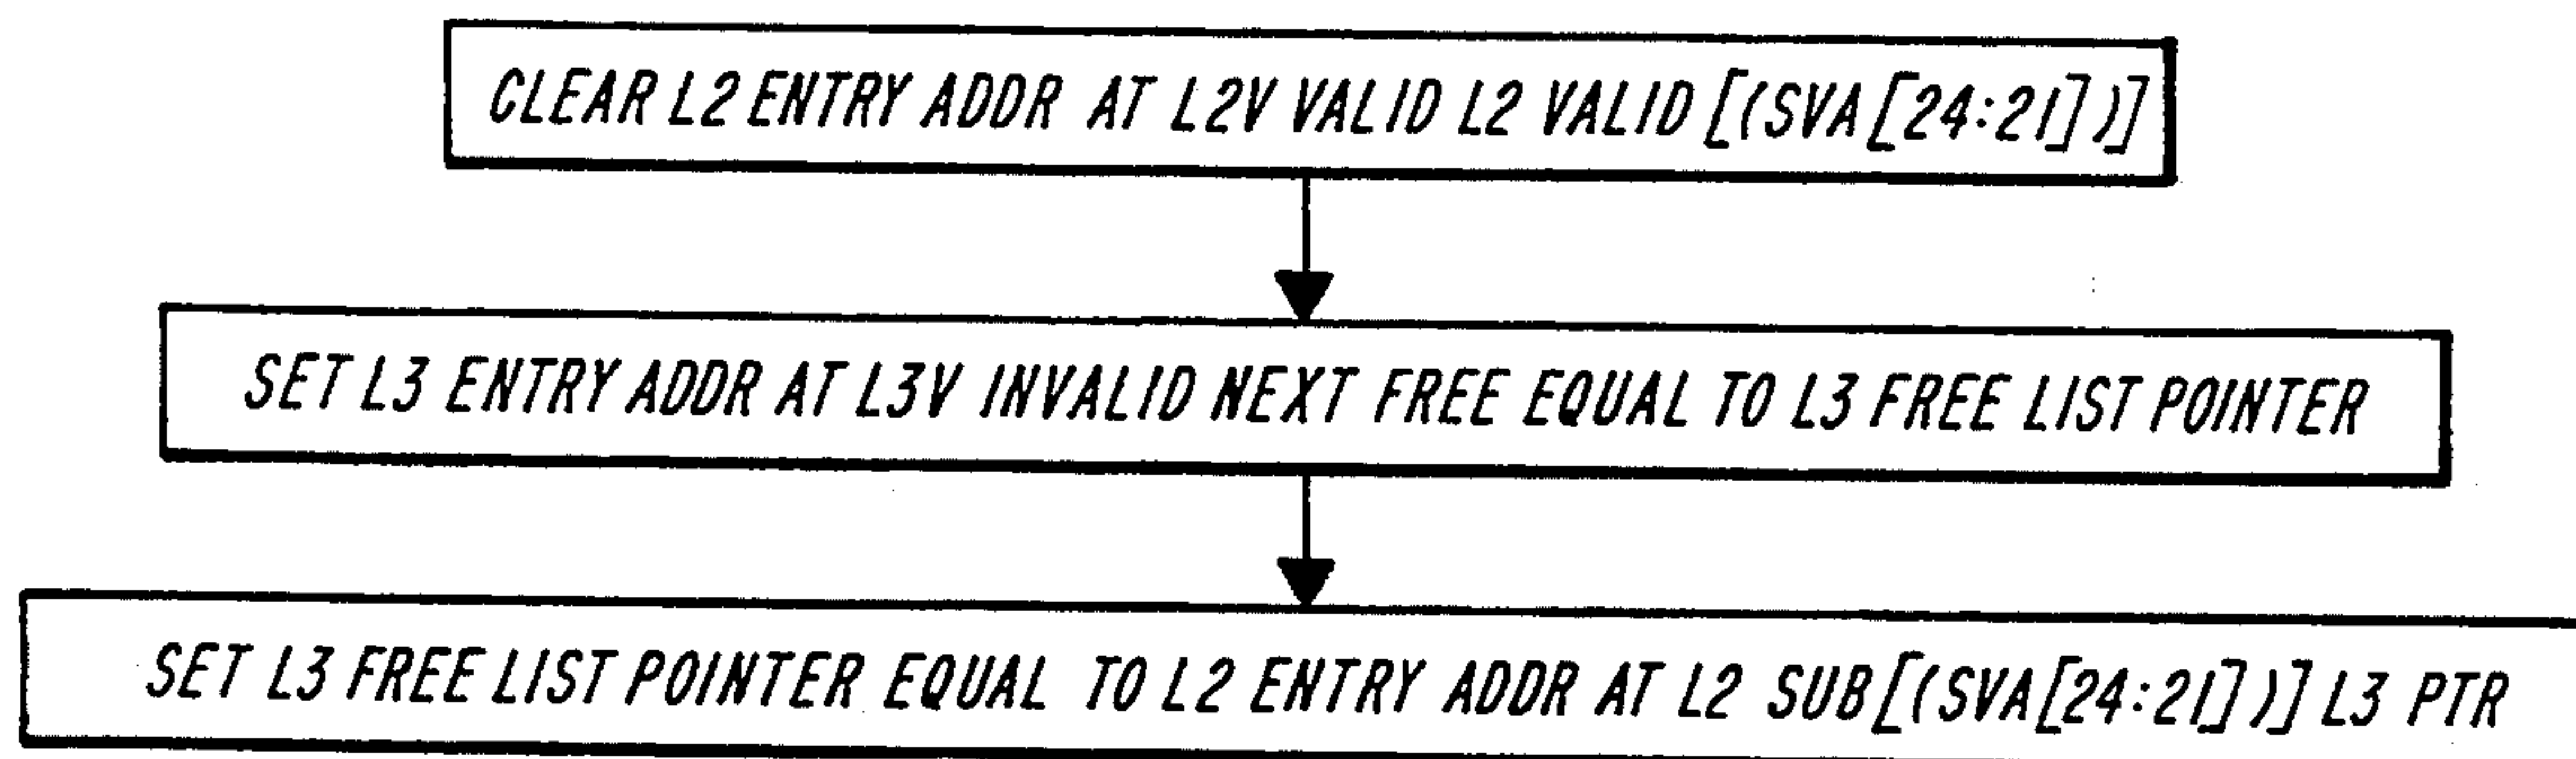 CLEAR L2 ENTRY ADDR AT L2V VALID L2 VALID [(SVA[24:21])]
SET L3 ENTRY ADDR AT L3V INVALID NEXT FREE EQUAL TO L3 FREE LIST POINTER
SET L3 FREE LIST POINTER EQUAL TO L2 ENTRY ADDR AT L2 SUB[(SVA[24:21])] L3 PTR